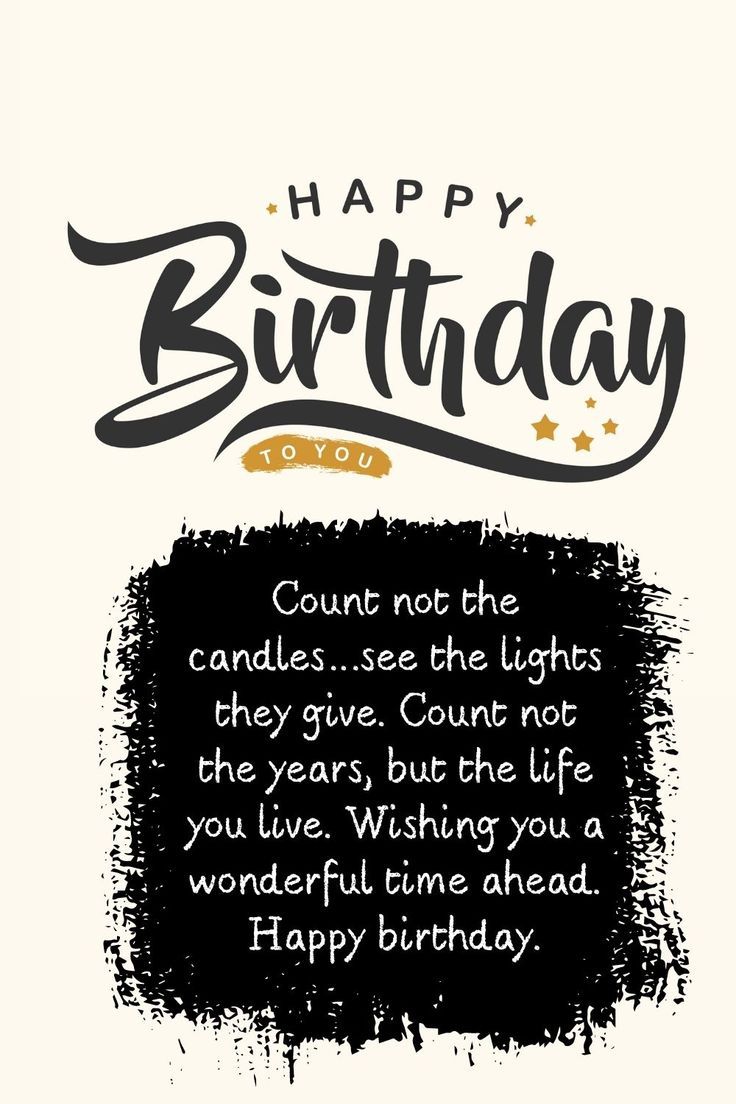 HAPPY
Birthday
TO YOU
Count not the
candles...see the lights
they give. Count not
the years, but the life
you live. Wishing you a
wonderful time ahead.
Happy birthday.